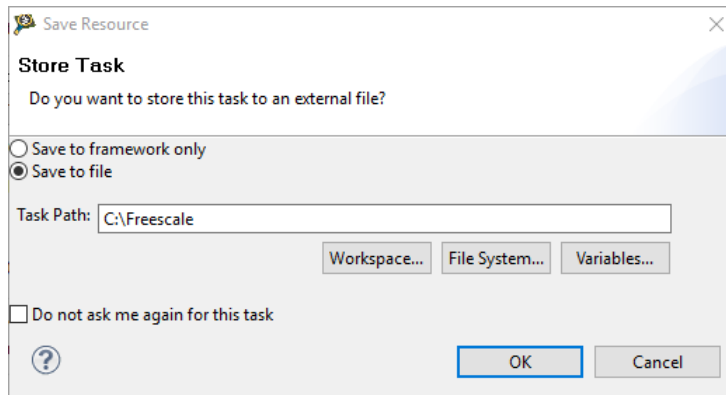 Save Resource
Store Task
Do you want to store this task to an external file?
Save to framework only
Save to file
Task Path: C:\Freescale
Workspace... File System... Variables...
Do not ask me again for this task
? OK Cancel